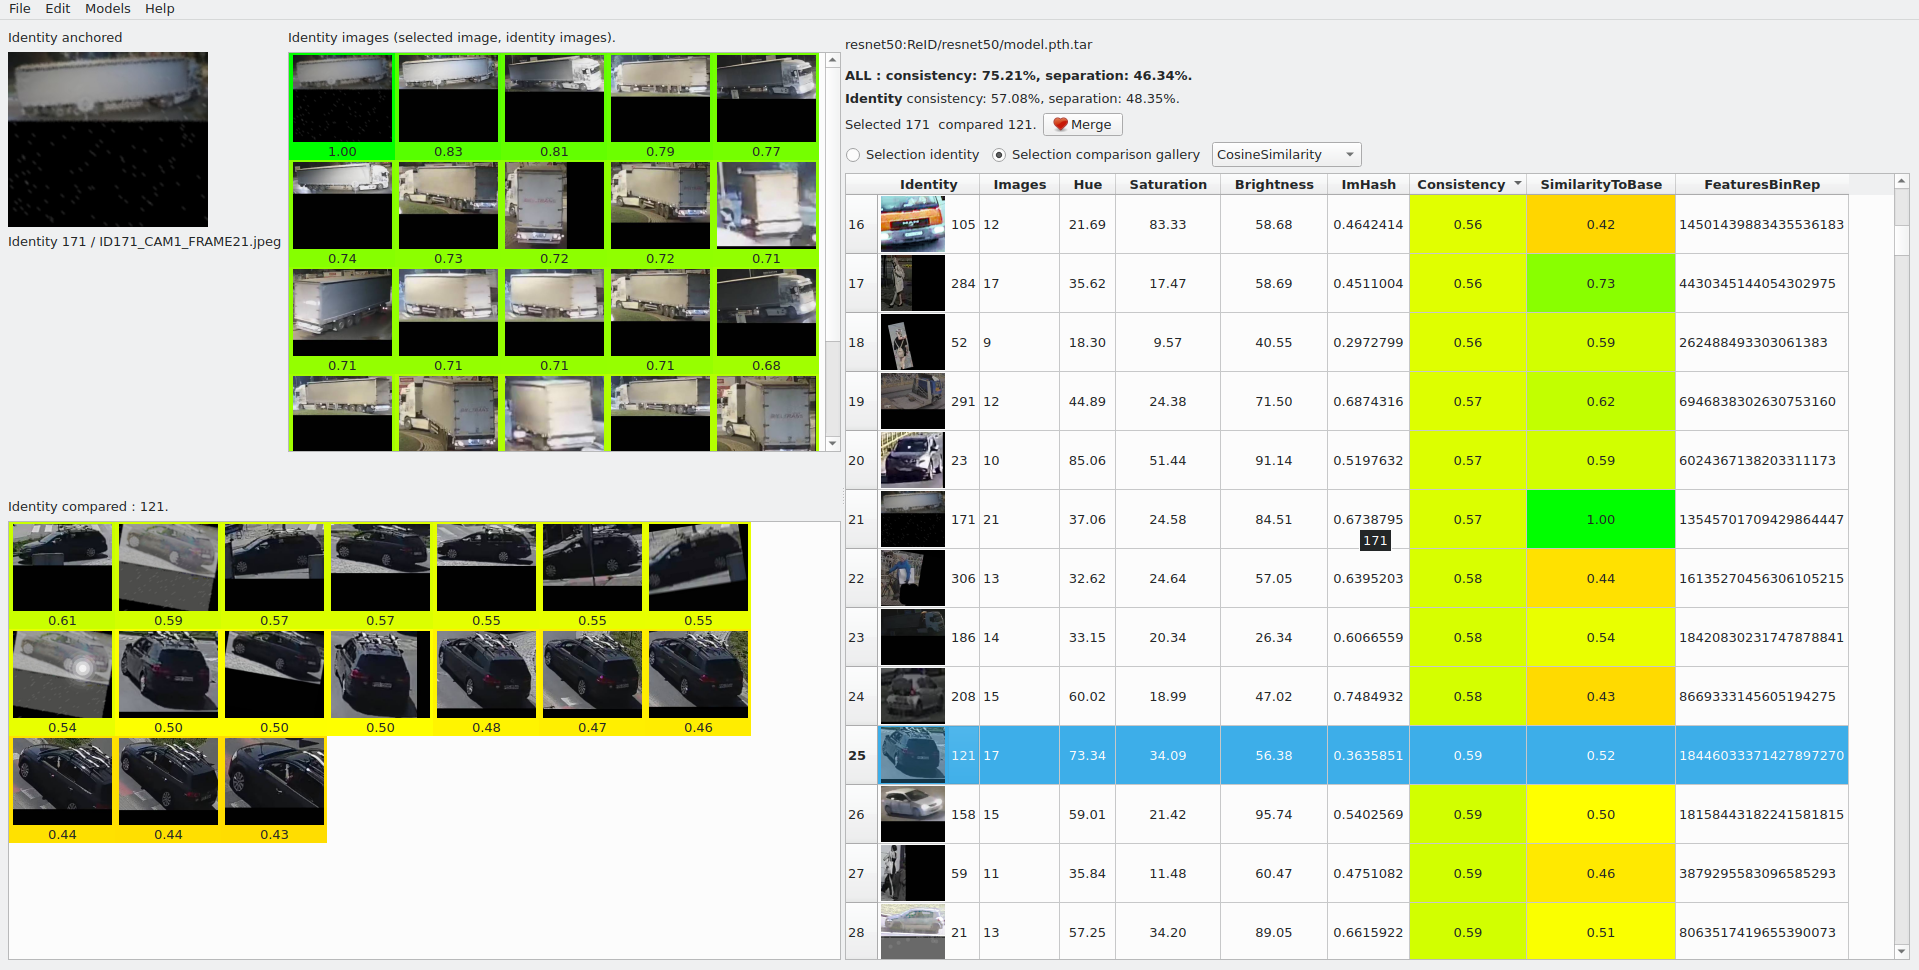 File Edit Models Help
Identity anchored
Identity 171 / ID171_CAM1_FRAME21.jpeg
Identity images (selected image, identity images).
1.00 0.83 0.81 0.79 0.77
0.74 0.73 0.72 0.72 0.71
0.71 0.71 0.71 0.71 0.68
Identity compared : 121.
0.61 0.59 0.57 0.57 0.55 0.55 0.55
0.54 0.50 0.50 0.50 0.48 0.47 0.46
0.44 0.44 0.43
resnet50:ReID/resnet50/model.pth.tar
ALL : consistency: 75.21%, separation: 46.34%.
Identity consistency: 57.08%, separation: 48.35%.
Selected 171 compared 121. Merge
Selection identity Selection comparison gallery CosineSimilarity
Identity Images Hue Saturation Brightness ImHash Consistency SimilarityToBase FeaturesBinRep
16 105 12 21.69 83.33 58.68 0.4642414 0.56 0.42 14501439883435536183
17 284 17 35.62 17.47 58.69 0.4511004 0.56 0.73 4430345144054302975
18 52 9 18.30 9.57 40.55 0.2972799 0.56 0.59 262488493303061383
19 291 12 44.89 24.38 71.50 0.6874316 0.57 0.62 6946838302630753160
20 23 10 85.06 51.44 91.14 0.5197632 0.57 0.59 6024367138203311173
21 171 21 37.06 24.58 84.51 0.6738795 0.57 1.00 13545701709429864447
171
22 306 13 32.62 24.64 57.05 0.6395203 0.58 0.44 16135270456306105215
23 186 14 33.15 20.34 26.34 0.6066559 0.58 0.54 18420830231747878841
24 208 15 60.02 18.99 47.02 0.7484932 0.58 0.43 8669333145605194275
25 121 17 73.34 34.09 56.38 0.3635851 0.59 0.52 18446033371427897270
26 158 15 59.01 21.42 95.74 0.5402569 0.59 0.50 18158443182241581815
27 59 11 35.84 11.48 60.47 0.4751082 0.59 0.46 3879295583096585293
28 21 13 57.25 34.20 89.05 0.6615922 0.59 0.51 8063517419655390073